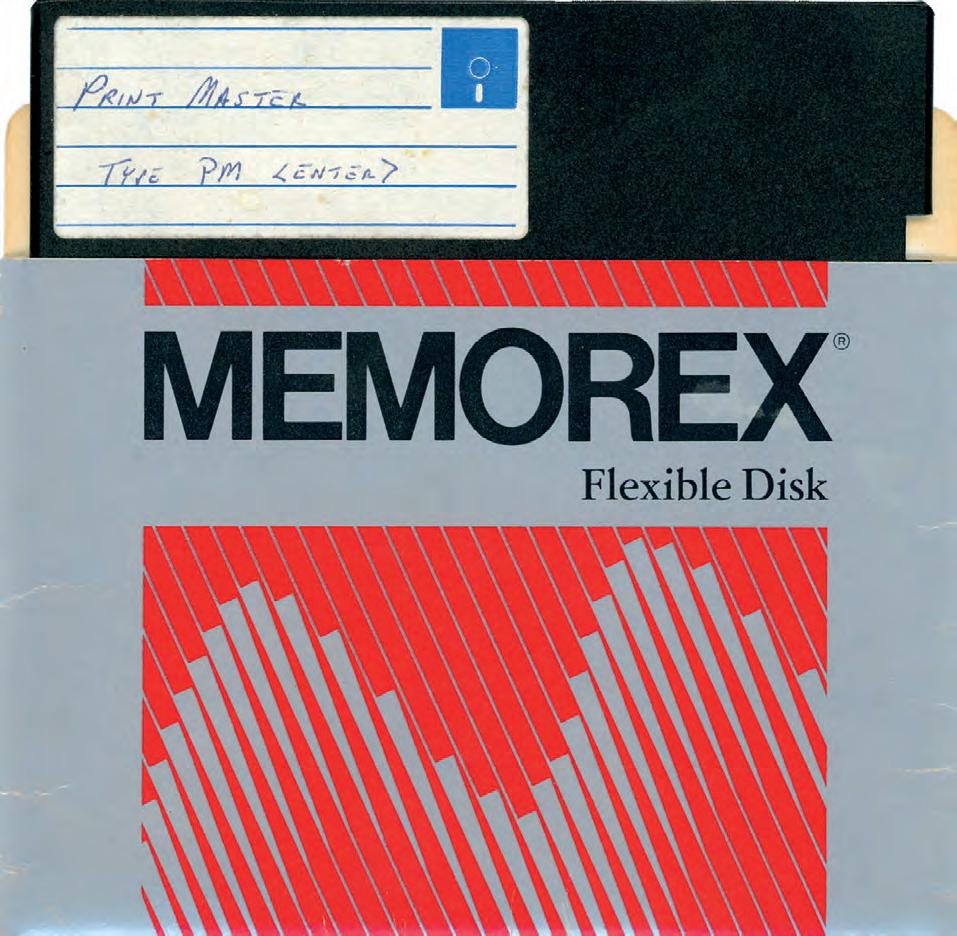 PRINT MASTER
TYPE PM <ENTER>
MEMOREX®
Flexible Disk